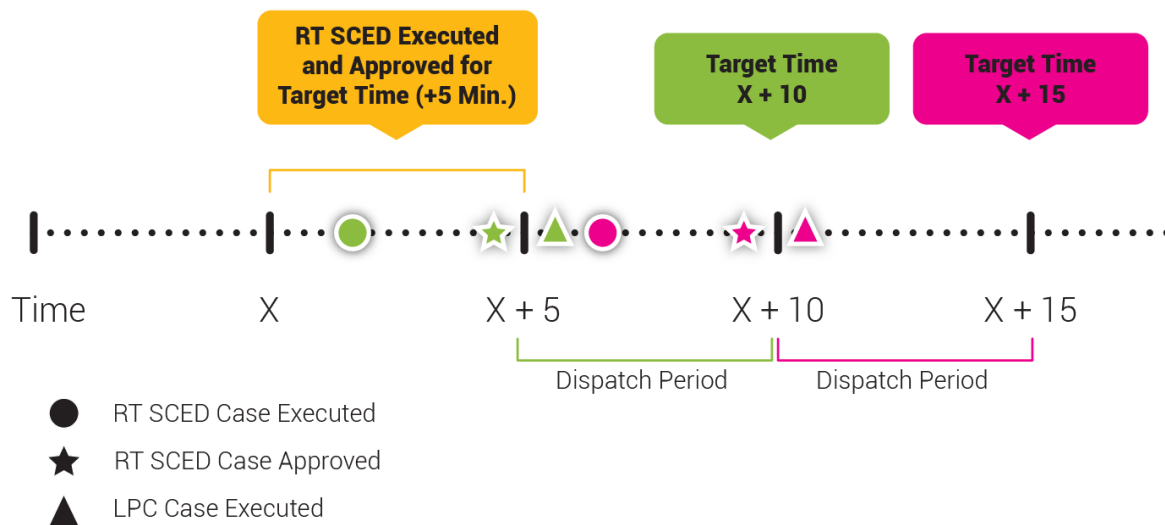 RT SCED Executed
and Approved for
Target Time (+5 Min.)
Target Time
X + 10
Target Time
X + 15
Time
X
X + 5
X + 10
X + 15
Dispatch Period
Dispatch Period
RT SCED Case Executed
RT SCED Case Approved
LPC Case Executed